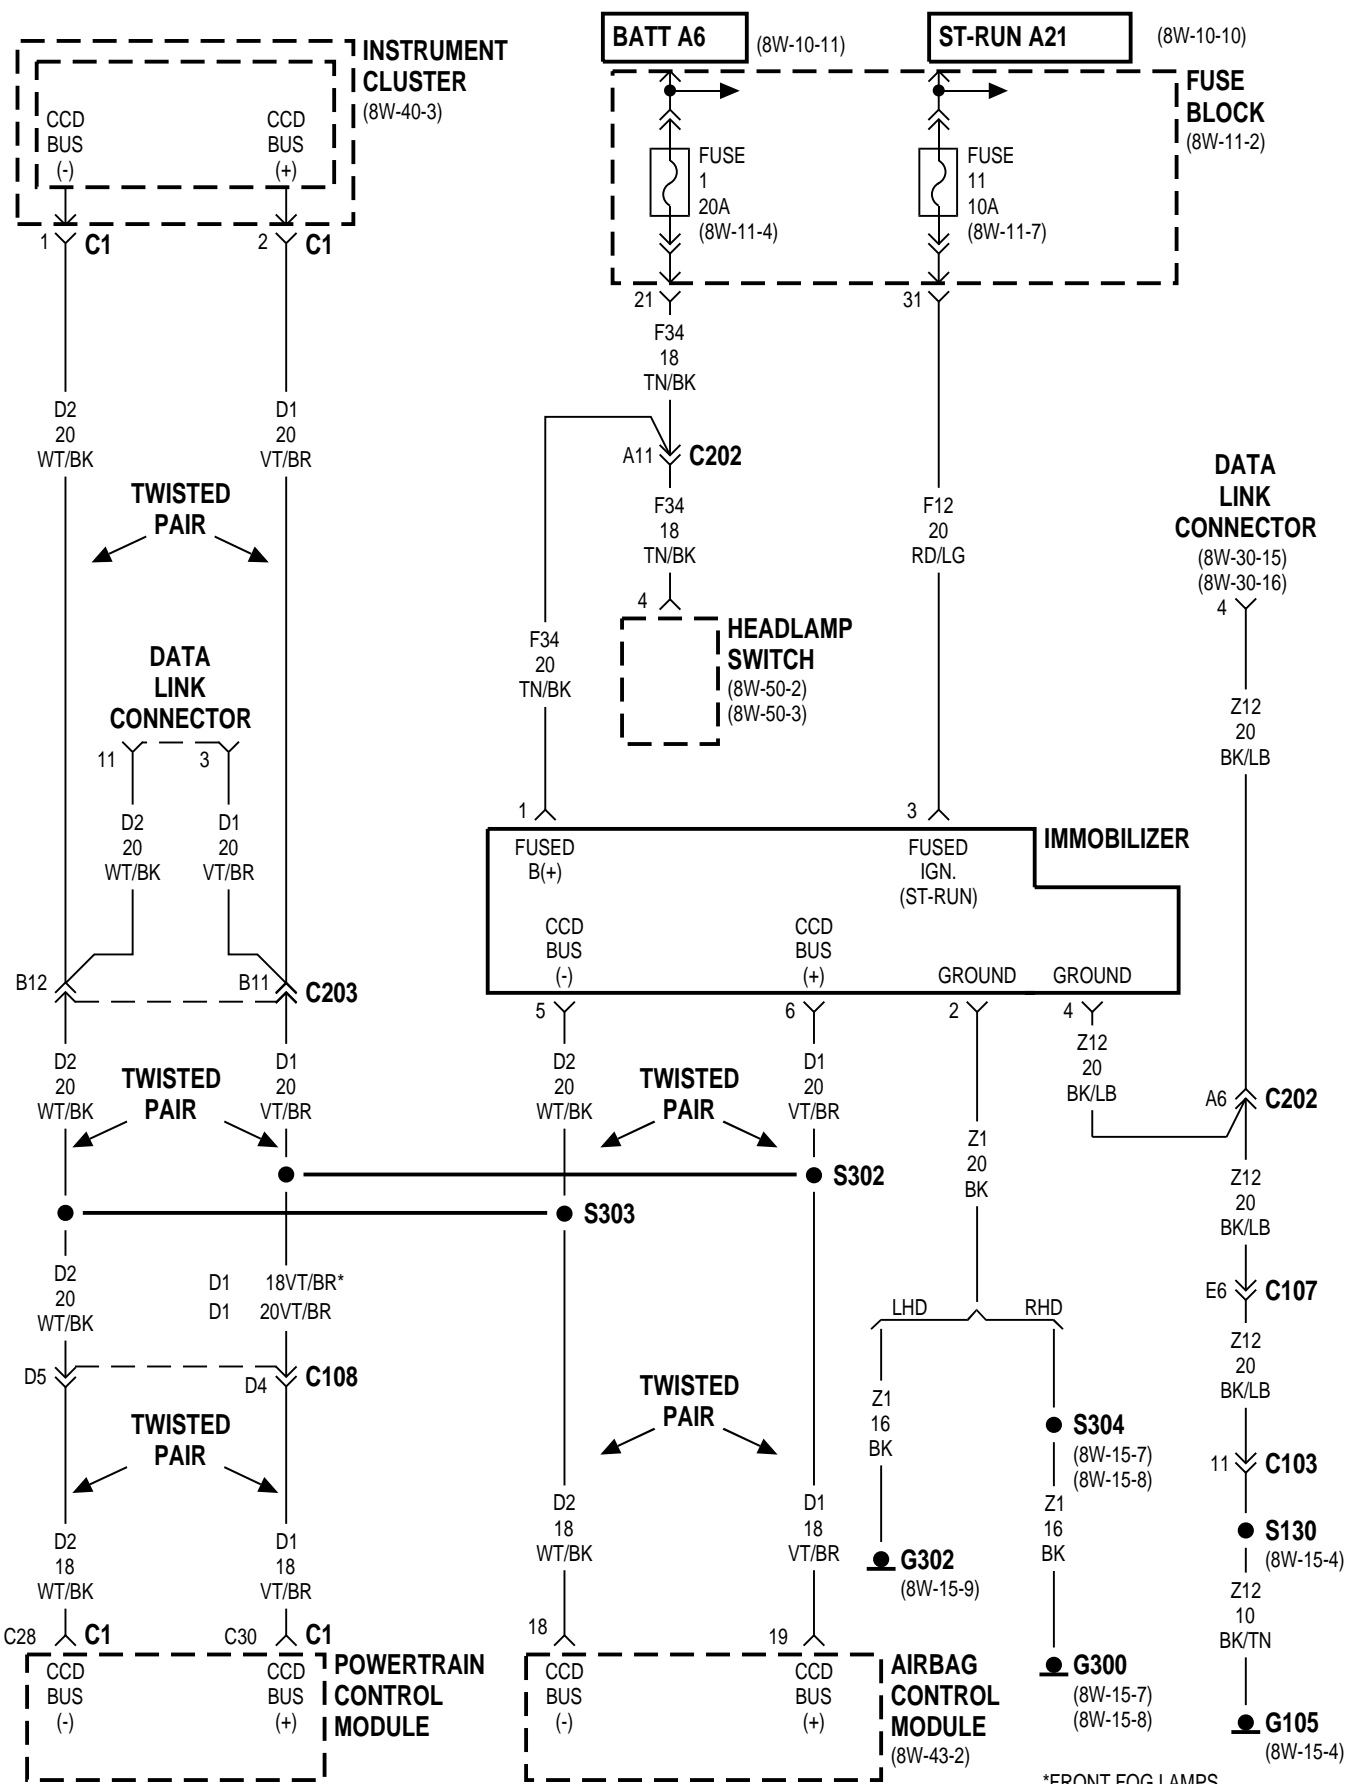 BATT A6
(8W-10-11)
ST-RUN A21
(8W-10-10)
INSTRUMENT
CLUSTER
(8W-40-3)
CCD
BUS
(-)
CCD
BUS
(+)
1
C1
2
C1
FUSE
BLOCK
(8W-11-2)
FUSE
1
20A
(8W-11-4)
FUSE
11
10A
(8W-11-7)
21
31
F34
18
TN/BK
A11
C202
F34
18
TN/BK
4
HEADLAMP
SWITCH
(8W-50-2)
(8W-50-3)
F34
20
TN/BK
F12
20
RD/LG
D2
20
WT/BK
D1
20
VT/BR
TWISTED
PAIR
DATA
LINK
CONNECTOR
11
3
D2
20
WT/BK
D1
20
VT/BR
B12
B11
C203
DATA
LINK
CONNECTOR
(8W-30-15)
(8W-30-16)
4
Z12
20
BK/LB
1
3
IMMOBILIZER
FUSED
B(+)
FUSED
IGN.
(ST-RUN)
CCD
BUS
(-)
CCD
BUS
(+)
GROUND
GROUND
5
6
2
4
D2
20
WT/BK
TWISTED
PAIR
D1
20
VT/BR
D2
20
WT/BK
TWISTED
PAIR
D1
20
VT/BR
Z12
20
BK/LB
A6
C202
Z1
20
BK
S302
S303
Z12
20
BK/LB
E6
C107
D2
20
WT/BK
D1 18VT/BR*
D1 20VT/BR
LHD
RHD
Z12
20
BK/LB
D5
D4
C108
TWISTED
PAIR
TWISTED
PAIR
Z1
16
BK
S304
(8W-15-7)
(8W-15-8)
11
C103
D2
18
WT/BK
D1
18
VT/BR
D2
18
WT/BK
D1
18
VT/BR
Z1
16
BK
G302
(8W-15-9)
S130
(8W-15-4)
Z12
10
BK/TN
C28
C1
C30
C1
18
19
CCD
BUS
(-)
CCD
BUS
(+)
POWERTRAIN
CONTROL
MODULE
CCD
BUS
(-)
CCD
BUS
(+)
AIRBAG
CONTROL
MODULE
(8W-43-2)
G300
(8W-15-7)
(8W-15-8)
G105
(8W-15-4)
*FRONT FOG LAMPS